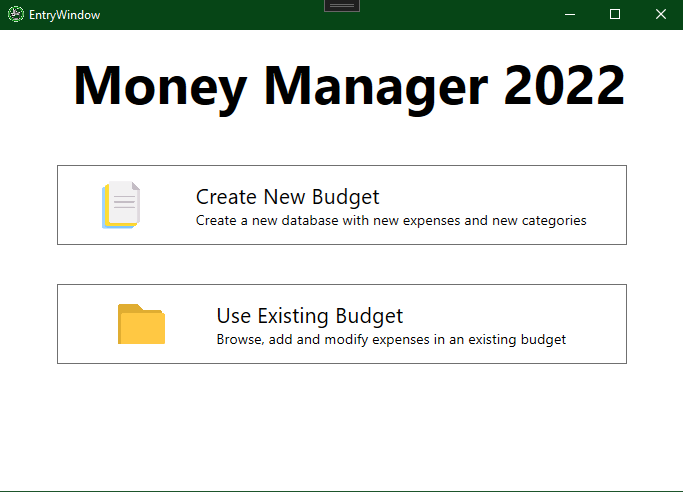 EntryWindow
Money Manager 2022
Create New Budget
Create a new database with new expenses and new categories
Use Existing Budget
Browse, add and modify expenses in an existing budget